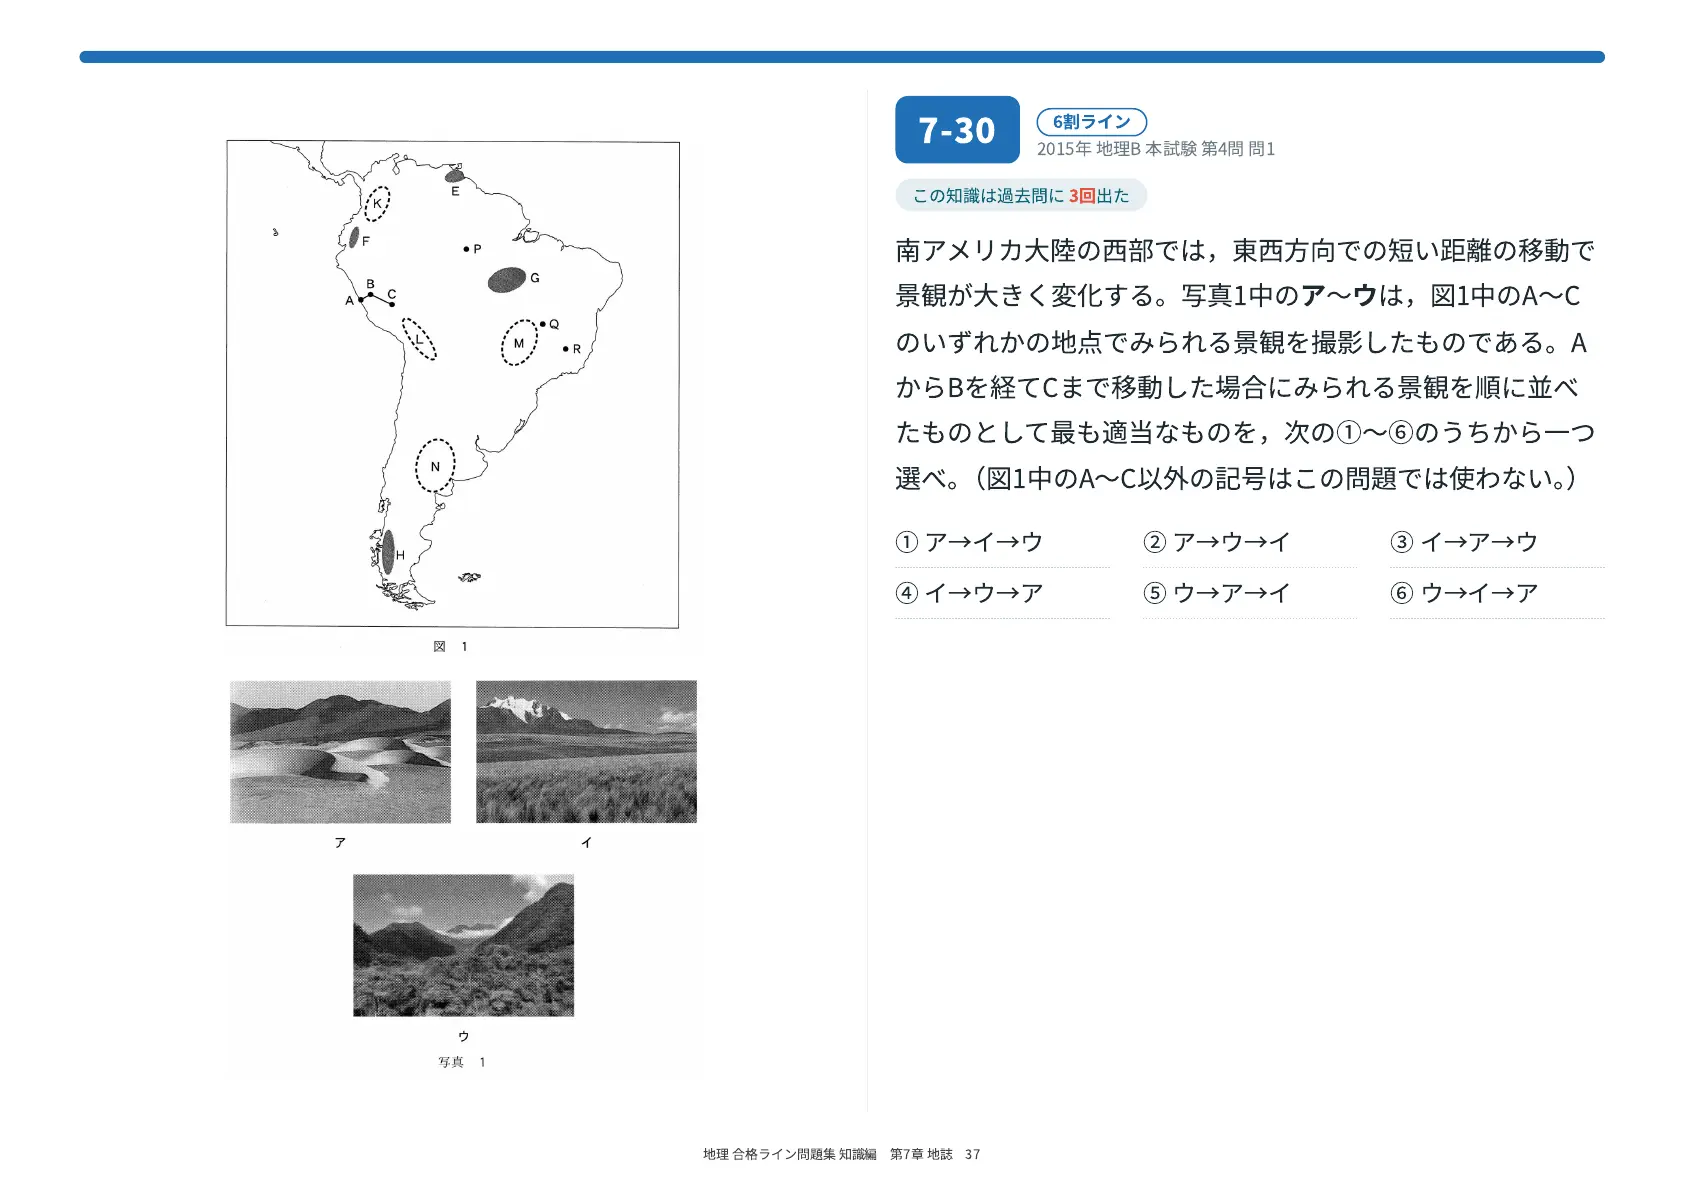 K
E
F
P
G
A
B
C
L
M
Q
R
N
H
図 1
ア
イ
ウ
写真 1
7-30
6割ライン
2015年 地理B 本試験 第4問 問1
この知識は過去問に 3回出た
南アメリカ大陸の西部では，東西方向での短い距離の移動で
景観が大きく変化する。写真1中のア～ウは，図1中のA～C
のいずれかの地点でみられる景観を撮影したものである。A
からBを経てCまで移動した場合にみられる景観を順に並べ
たものとして最も適当なものを，次の①～⑥のうちから一つ
選べ。（図1中のA～C以外の記号はこの問題では使わない。）
① ア→イ→ウ
② ア→ウ→イ
③ イ→ア→ウ
④ イ→ウ→ア
⑤ ウ→ア→イ
⑥ ウ→イ→ア
地理 合格ライン問題集 知識編 第7章 地誌 37